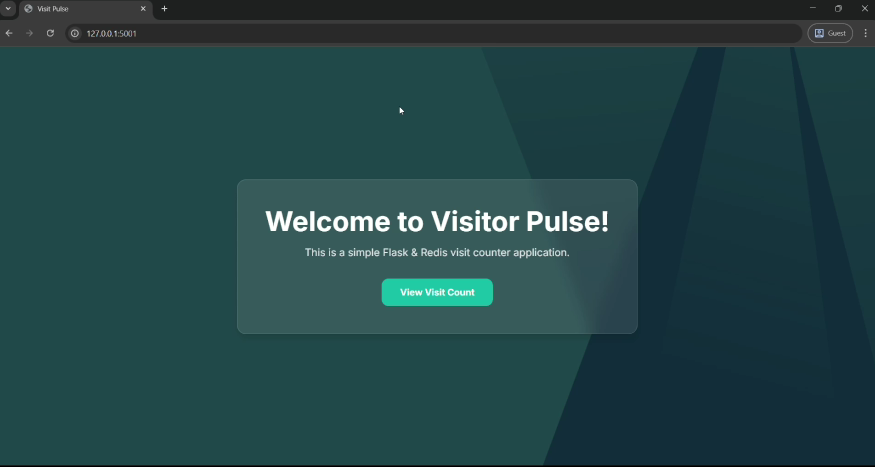 Visit Pulse
127.0.0.1:5001
Guest
Welcome to Visitor Pulse!
This is a simple Flask & Redis visit counter application.
View Visit Count